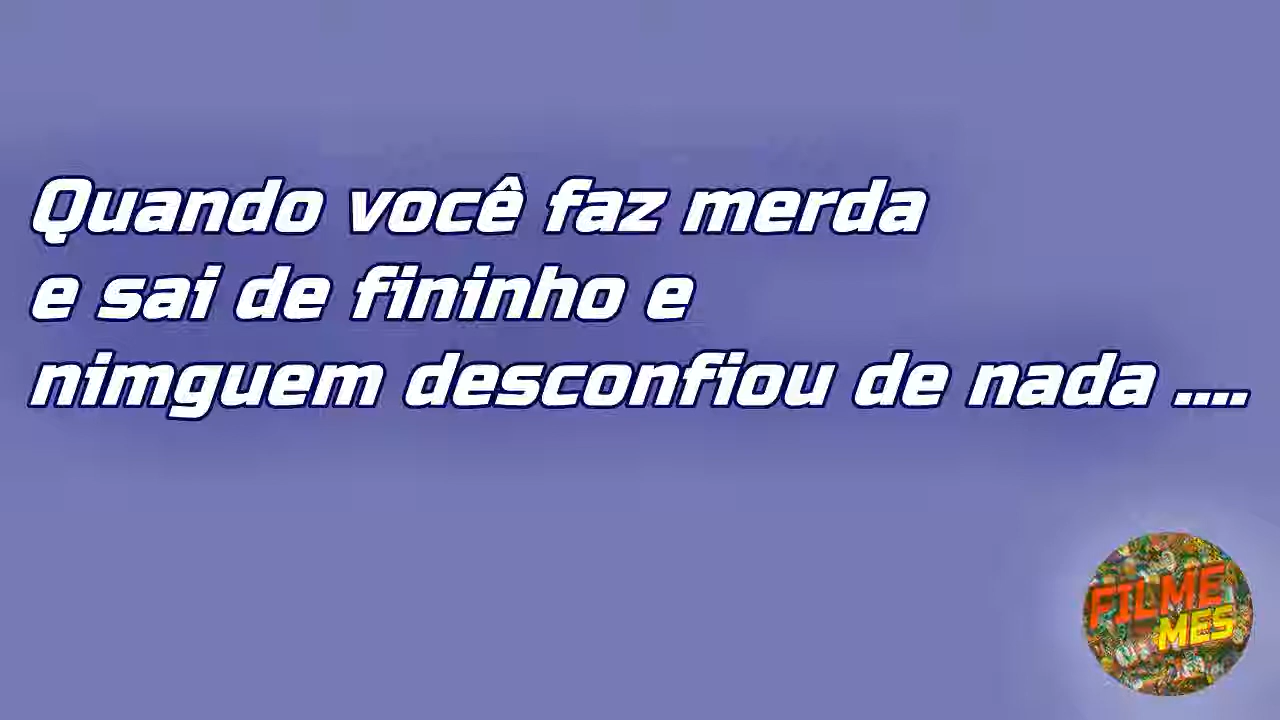 Quando você faz merda
e sai de fininho e
nimguem desconfiou de nada ....
FILME
MES